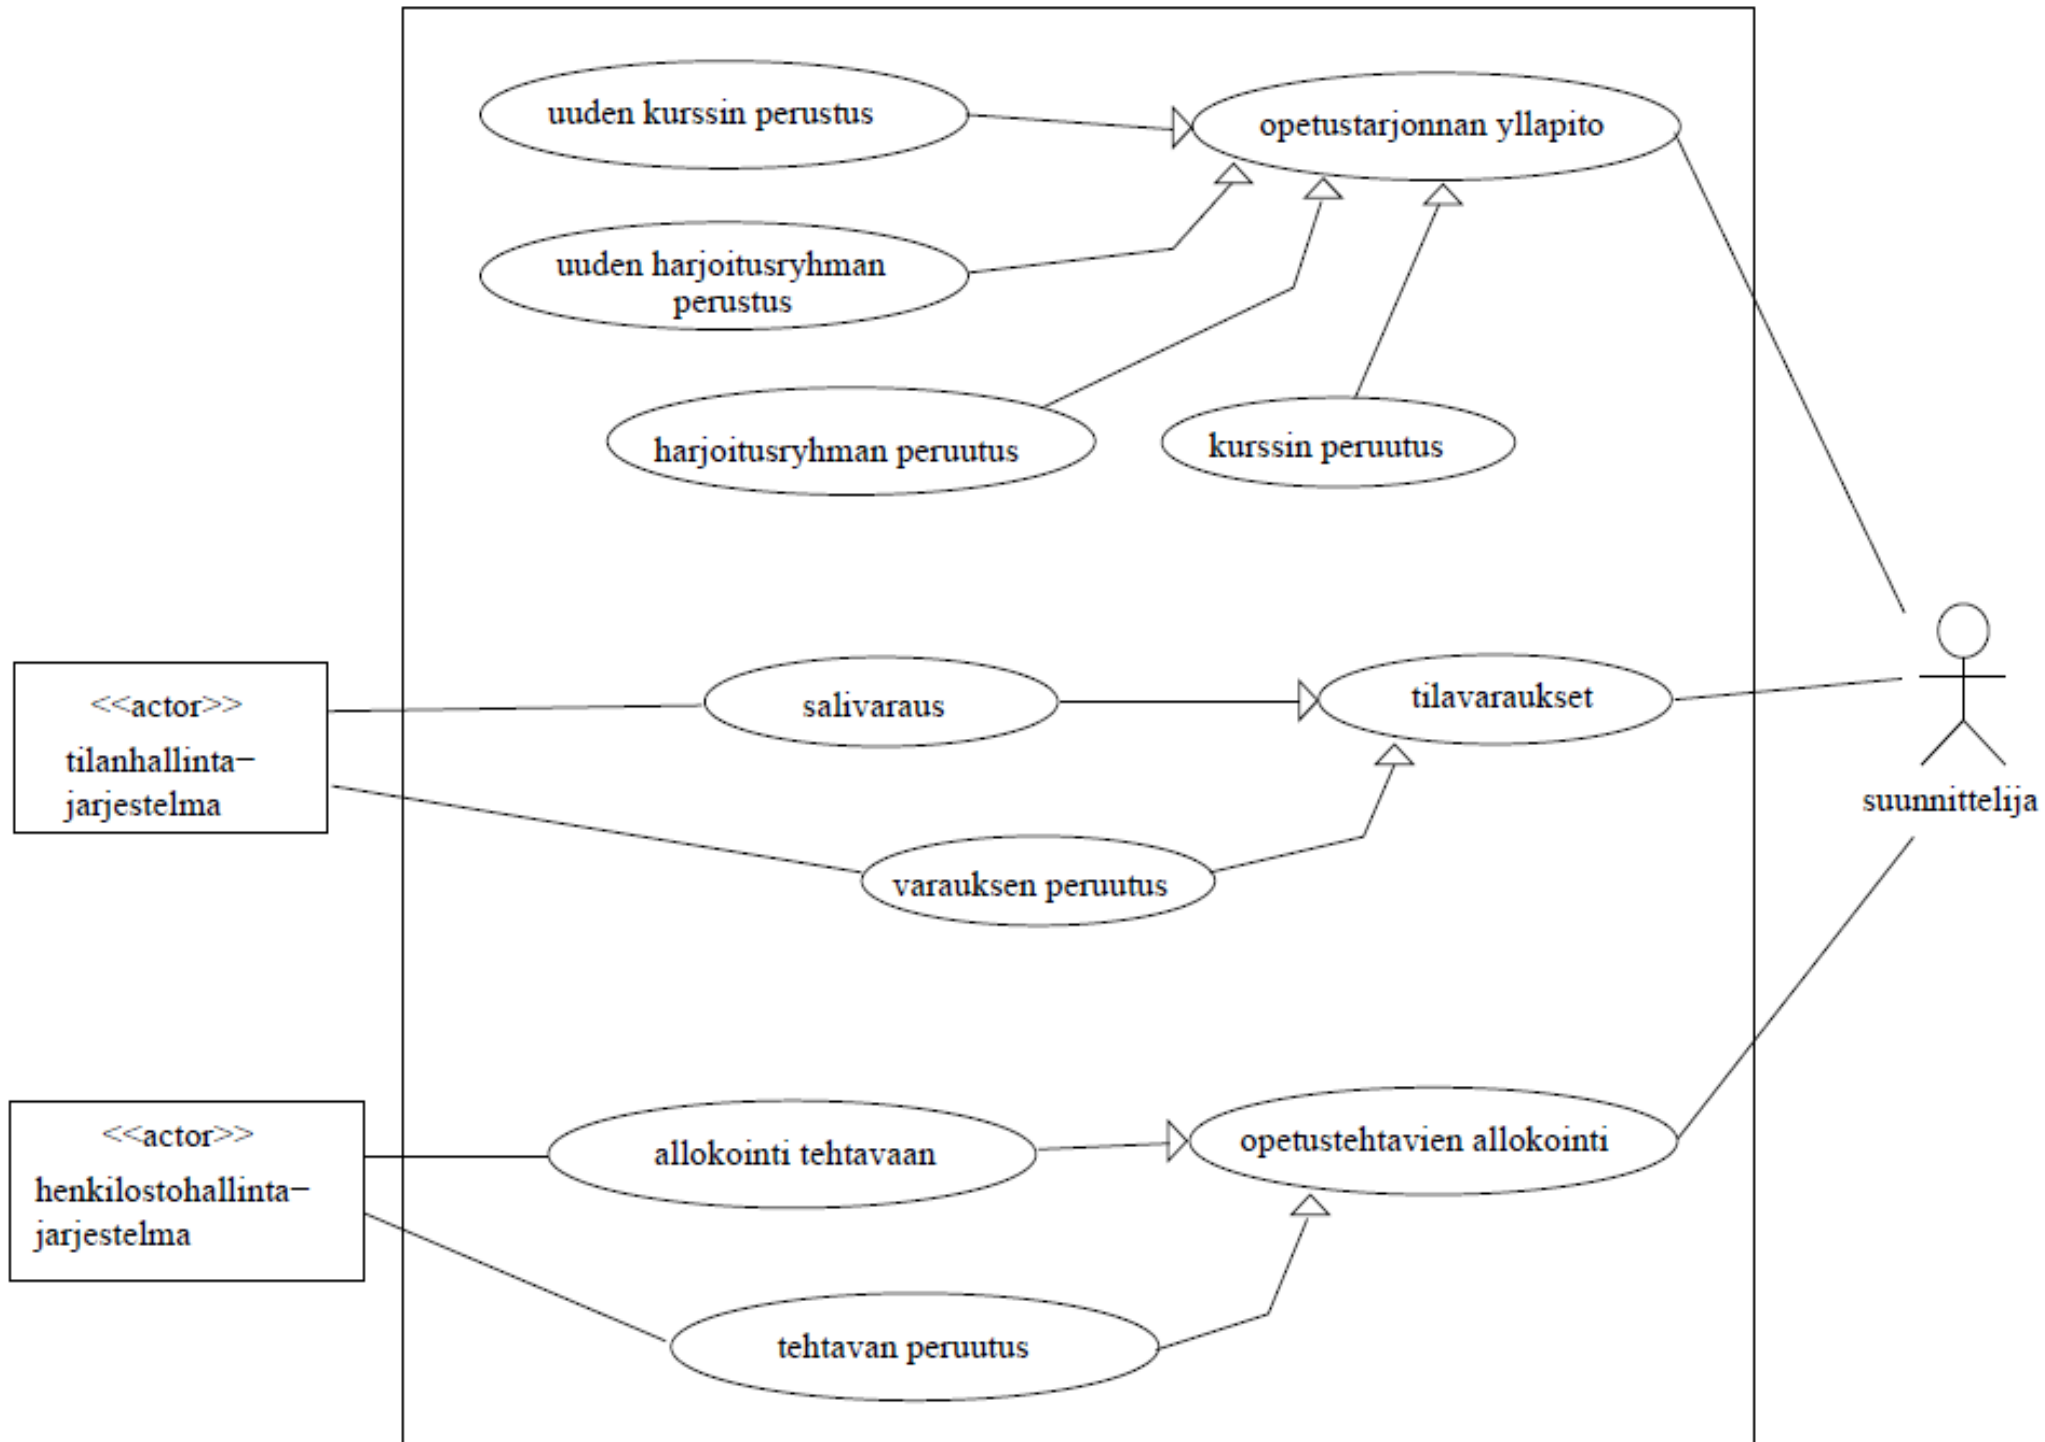 uuden kurssin perustus
opetustarjonnan yllapito
uuden harjoitusryhman
perustus
harjoitusryhman peruutus
kurssin peruutus
<<actor>>
tilanhallinta−
jarjestelma
salivaraus
tilavaraukset
suunnittelija
varauksen peruutus
<<actor>>
henkilostohallinta−
jarjestelma
allokointi tehtavaan
opetustehtavien allokointi
tehtavan peruutus